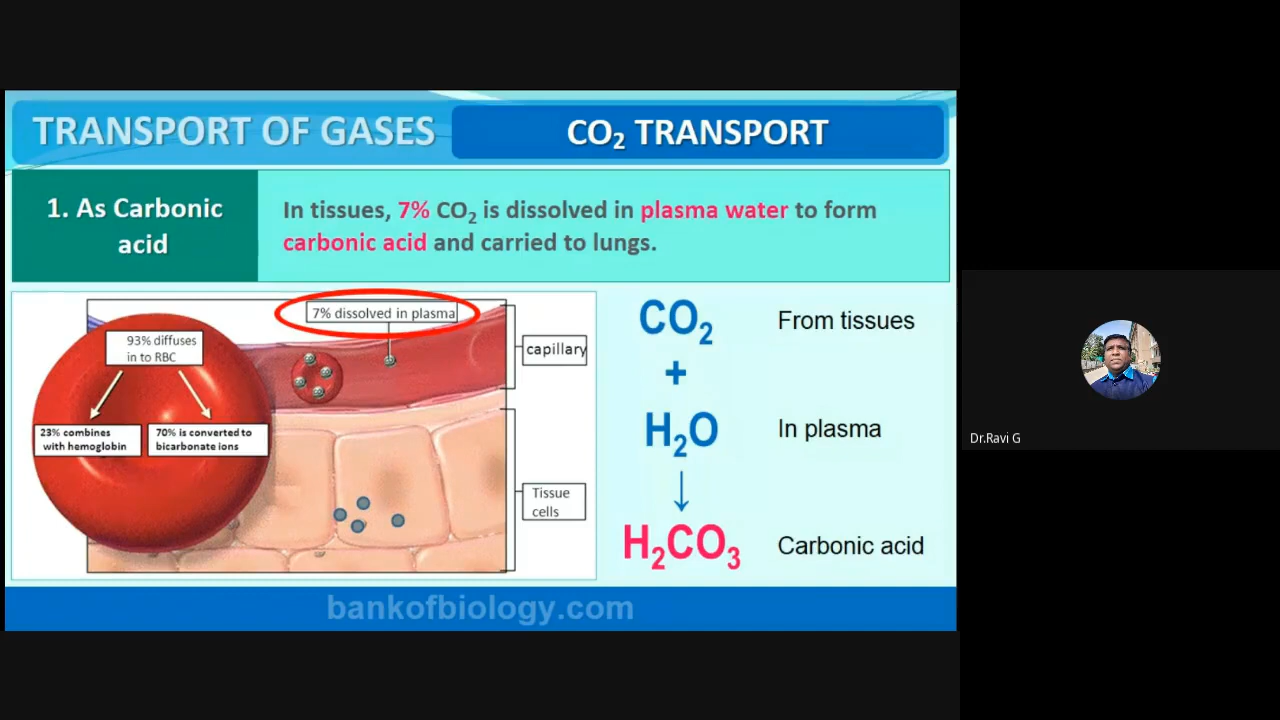 TRANSPORT OF GASES
CO₂ TRANSPORT
1. As Carbonic
acid
In tissues, 7% CO₂ is dissolved in plasma water to form
carbonic acid and carried to lungs.
7% dissolved in plasma
93% diffuses
in to RBC
23% combines
with hemoglobin
70% is converted to
bicarbonate ions
capillary
Tissue
cells
CO₂ From tissues
+
H₂O In plasma
↓
H₂CO₃ Carbonic acid
bankofbiology.com
Dr.Ravi G